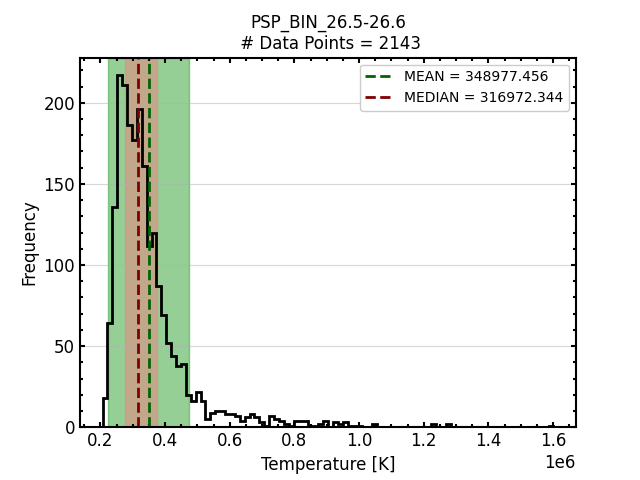 PSP_BIN_26.5-26.6
# Data Points = 2143
MEAN = 348977.456
MEDIAN = 316972.344
Frequency
200
150
100
50
0
0.2 0.4 0.6 0.8 1.0 1.2 1.4 1.6
1e6
Temperature [K]